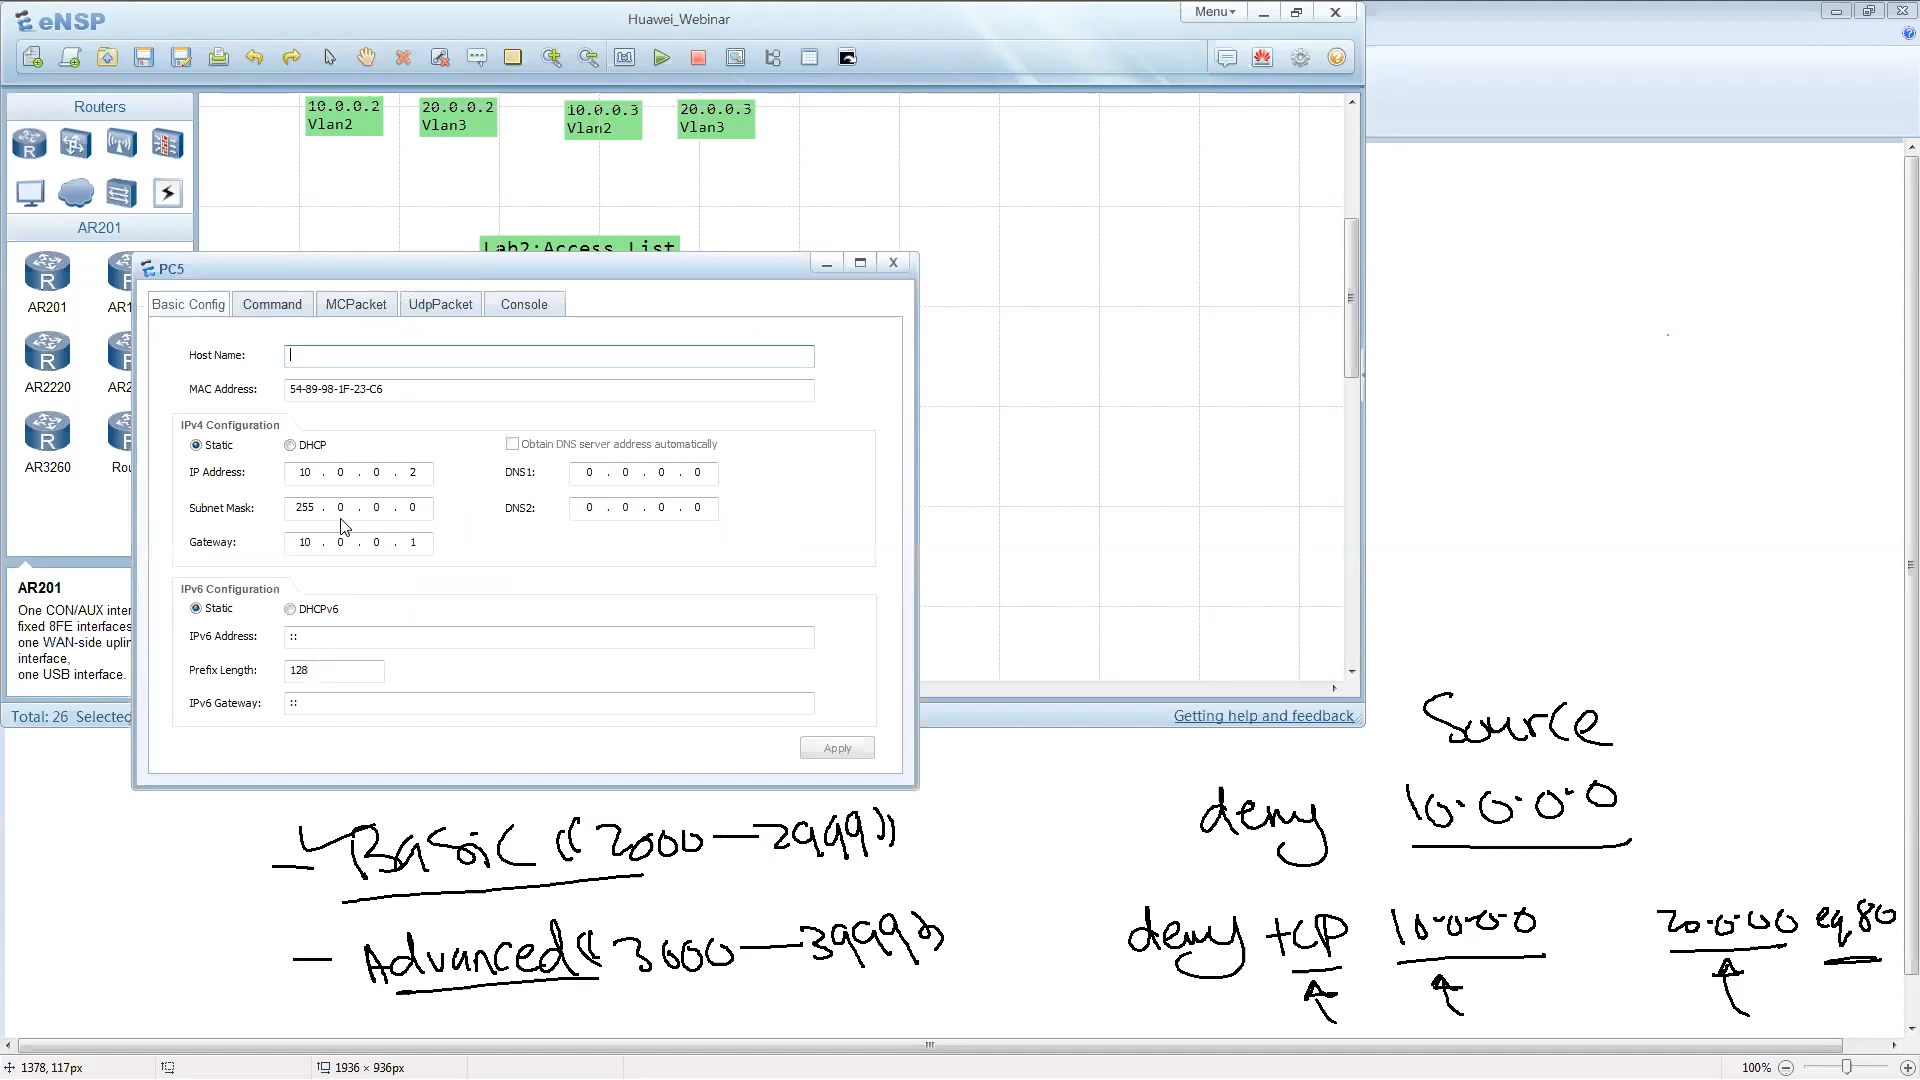 eNSP
Huawei_Webinar
Menu
Routers
AR201
AR201
AR1
AR2220
AR2
AR3260
Rou
AR201
One CON/AUX inter
fixed 8FE interfaces
one WAN-side uplin
interface,
one USB interface.
Total: 26 Selected
Getting help and feedback
10.0.0.2
Vlan2
20.0.0.2
Vlan3
10.0.0.3
Vlan2
20.0.0.3
Vlan3
Lab2:Access List
PC5
Basic Config Command MCPacket UdpPacket Console
Host Name:
MAC Address: 54-89-98-1F-23-C6
IPv4 Configuration
Static DHCP Obtain DNS server address automatically
IP Address: 10 . 0 . 0 . 2 DNS1: 0 . 0 . 0 . 0
Subnet Mask: 255 . 0 . 0 . 0 DNS2: 0 . 0 . 0 . 0
Gateway: 10 . 0 . 0 . 1
IPv6 Configuration
Static DHCPv6
IPv6 Address: ::
Prefix Length: 128
IPv6 Gateway: ::
Apply
Source
deny 10.0.0.0
deny tCP 10.0.0.0 20.0.0.0 eq 80
- Basic ((2000 — 2999))
- Advanced (( 3000 — 3999))
1378, 117px
1936 × 936px
100%